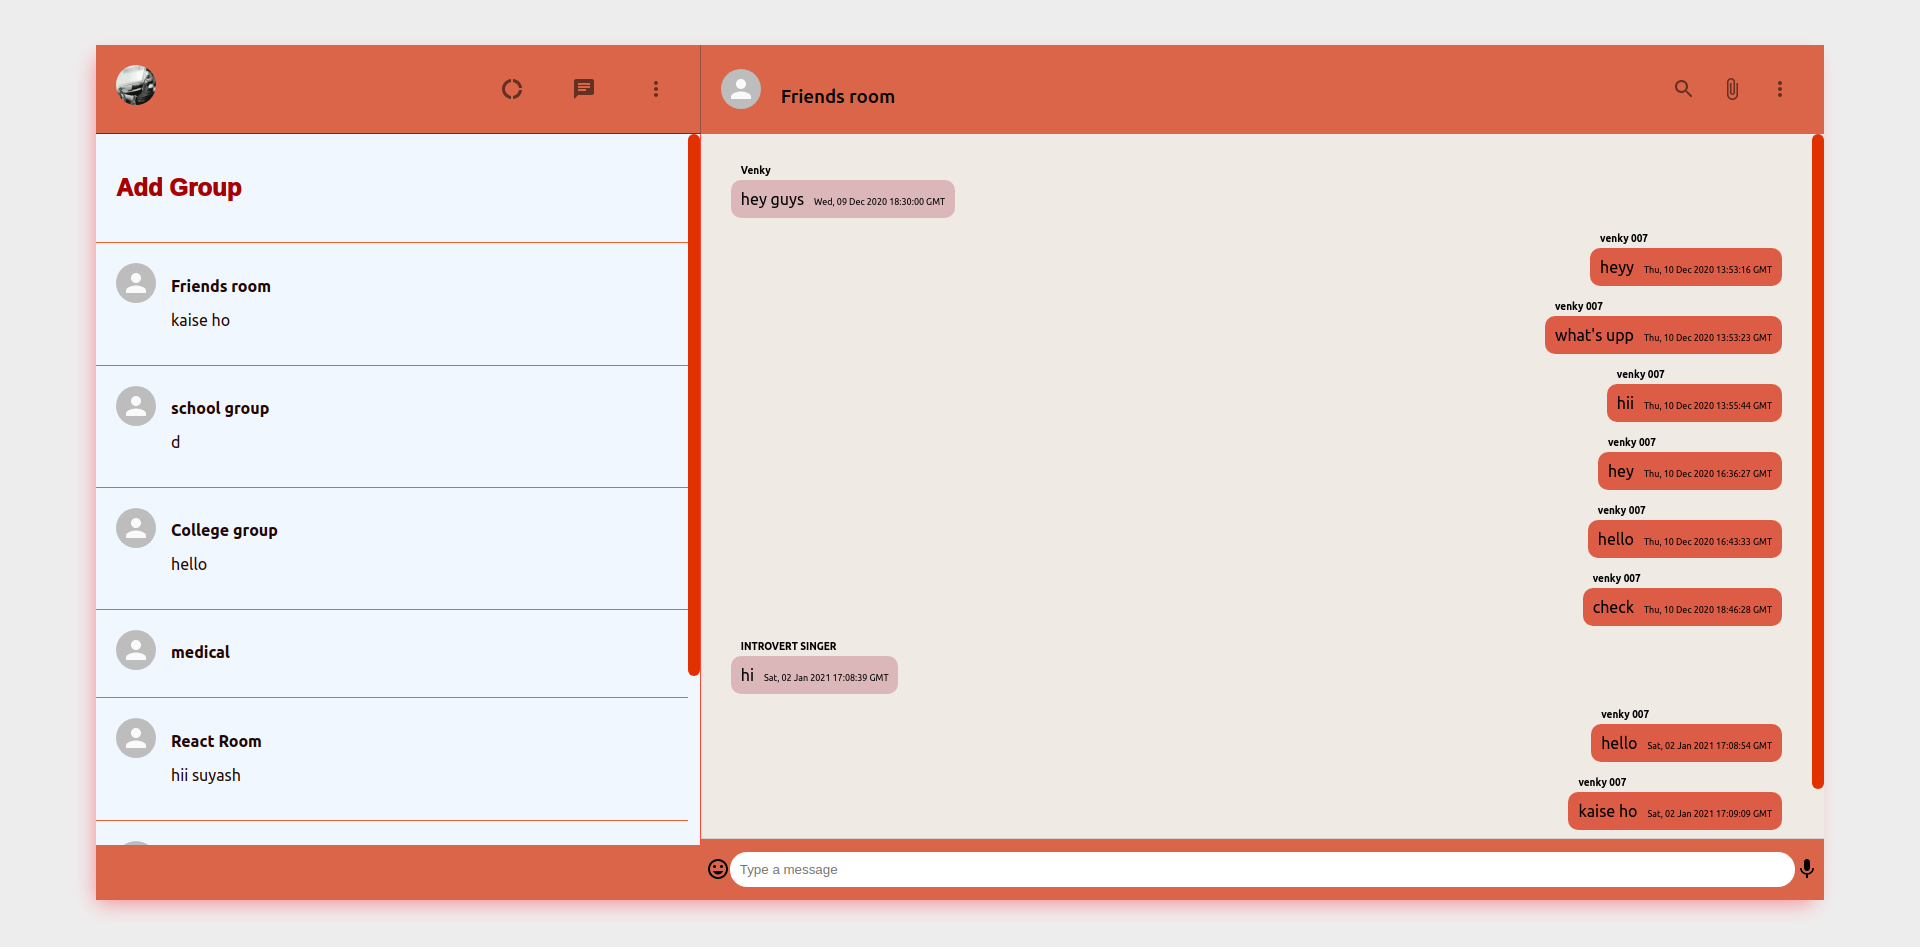 Friends room
Add Group
Friends room
kaise ho
school group
d
College group
hello
medical
React Room
hii suyash
Venky
hey guys Wed, 09 Dec 2020 18:30:00 GMT
venky 007
heyy Thu, 10 Dec 2020 13:53:16 GMT
venky 007
what's upp Thu, 10 Dec 2020 13:53:23 GMT
venky 007
hii Thu, 10 Dec 2020 13:55:44 GMT
venky 007
hey Thu, 10 Dec 2020 16:36:27 GMT
venky 007
hello Thu, 10 Dec 2020 16:43:33 GMT
venky 007
check Thu, 10 Dec 2020 18:46:28 GMT
INTROVERT SINGER
hi Sat, 02 Jan 2021 17:08:39 GMT
venky 007
hello Sat, 02 Jan 2021 17:08:54 GMT
venky 007
kaise ho Sat, 02 Jan 2021 17:09:09 GMT
Type a message